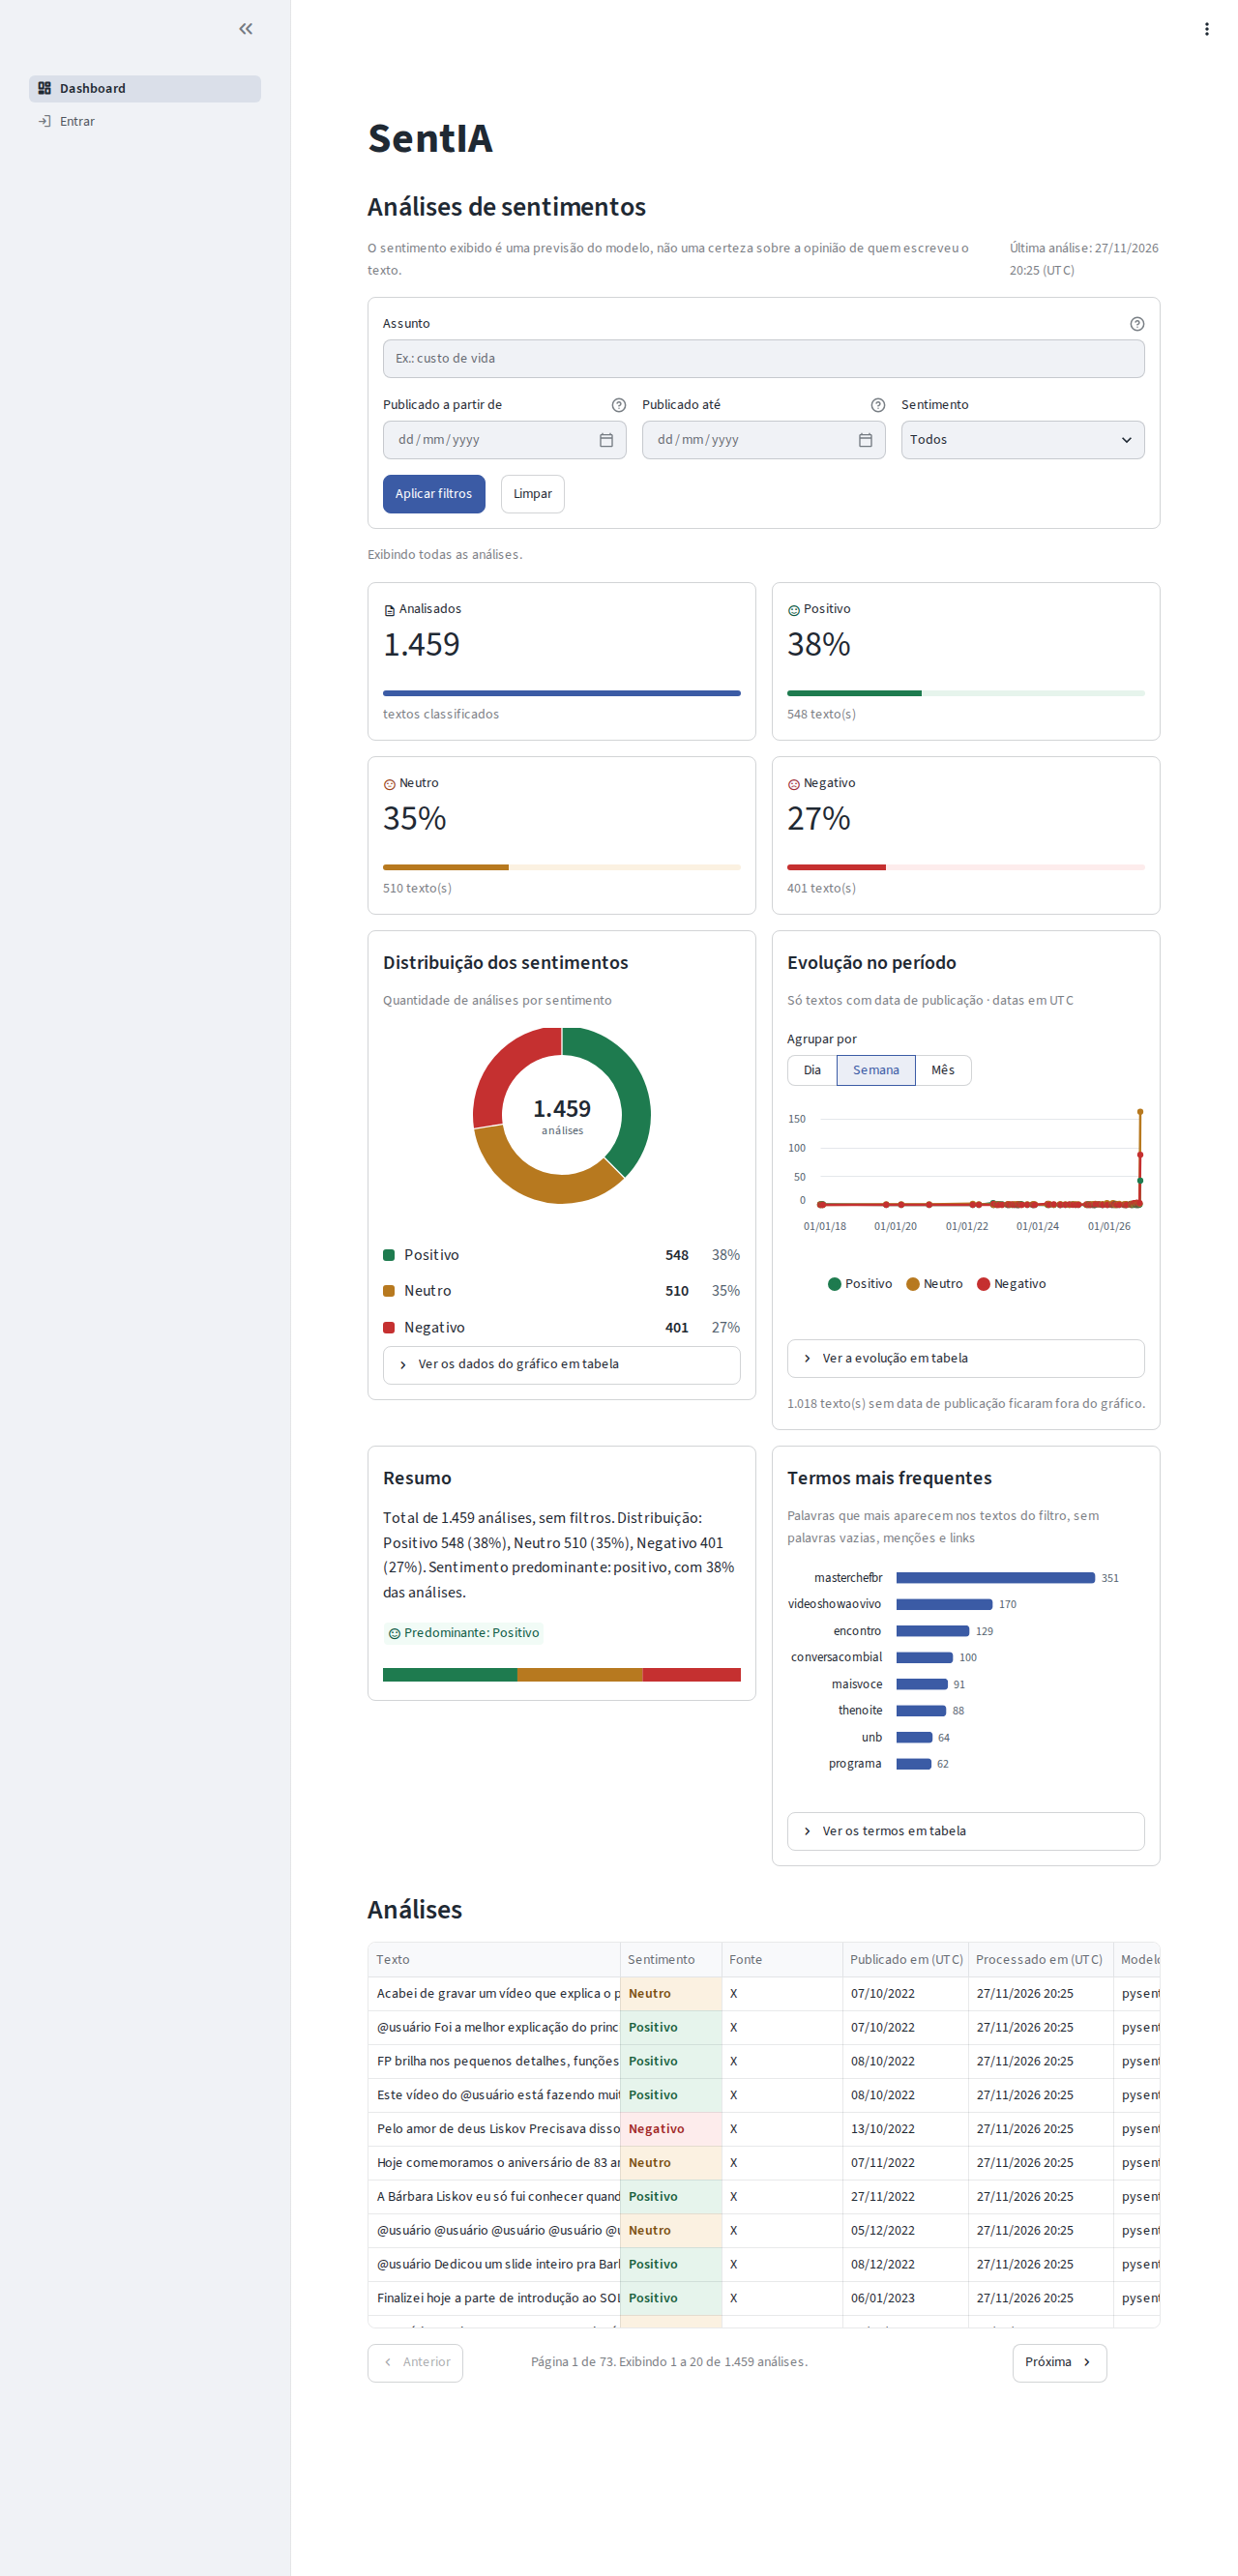 Dashboard
Entrar
SentIA
Análises de sentimentos
O sentimento exibido é uma previsão do modelo, não uma certeza sobre a opinião de quem escreveu o
texto.
Última análise: 27/11/2026
20:25 (UTC)
Assunto
Ex.: custo de vida
Publicado a partir de
Publicado até
Sentimento
dd/mm/yyyy
dd/mm/yyyy
Todos
Aplicar filtros
Limpar
Exibindo todas as análises.
Analisados
1.459
textos classificados
Positivo
38%
548 texto(s)
Neutro
35%
510 texto(s)
Negativo
27%
401 texto(s)
Distribuição dos sentimentos
Quantidade de análises por sentimento
1.459
análises
Positivo 548 38%
Neutro 510 35%
Negativo 401 27%
Ver os dados do gráfico em tabela
Evolução no período
Só textos com data de publicação · datas em UTC
Agrupar por
Dia Semana Mês
150
100
50
0
01/01/18 01/01/20 01/01/22 01/01/24 01/01/26
Positivo Neutro Negativo
Ver a evolução em tabela
1.018 texto(s) sem data de publicação ficaram fora do gráfico.
Resumo
Total de 1.459 análises, sem filtros. Distribuição:
Positivo 548 (38%), Neutro 510 (35%), Negativo 401
(27%). Sentimento predominante: positivo, com 38%
das análises.
Predominante: Positivo
Termos mais frequentes
Palavras que mais aparecem nos textos do filtro, sem
palavras vazias, menções e links
masterchefbr 351
videoshowaovivo 170
encontro 129
conversacombial 100
maisvoce 91
thenoite 88
unb 64
programa 62
Ver os termos em tabela
Análises
Texto Sentimento Fonte Publicado em (UTC) Processado em (UTC) Modelo
Acabei de gravar um vídeo que explica o p Neutro X 07/10/2022 27/11/2026 20:25 pysent
@usuário Foi a melhor explicação do princ Positivo X 07/10/2022 27/11/2026 20:25 pysent
FP brilha nos pequenos detalhes, funções Positivo X 08/10/2022 27/11/2026 20:25 pysent
Este vídeo do @usuário está fazendo muit Positivo X 08/10/2022 27/11/2026 20:25 pysent
Pelo amor de deus Liskov Precisava disso Negativo X 13/10/2022 27/11/2026 20:25 pysent
Hoje comemoramos o aniversário de 83 an Neutro X 07/11/2022 27/11/2026 20:25 pysent
A Bárbara Liskov eu só fui conhecer quand Positivo X 27/11/2022 27/11/2026 20:25 pysent
@usuário @usuário @usuário @usuário @u Neutro X 05/12/2022 27/11/2026 20:25 pysent
@usuário Dedicou um slide inteiro pra Barb Positivo X 08/12/2022 27/11/2026 20:25 pysent
Finalizei hoje a parte de introdução ao SOL Positivo X 06/01/2023 27/11/2026 20:25 pysent
Anterior
Página 1 de 73. Exibindo 1 a 20 de 1.459 análises.
Próxima